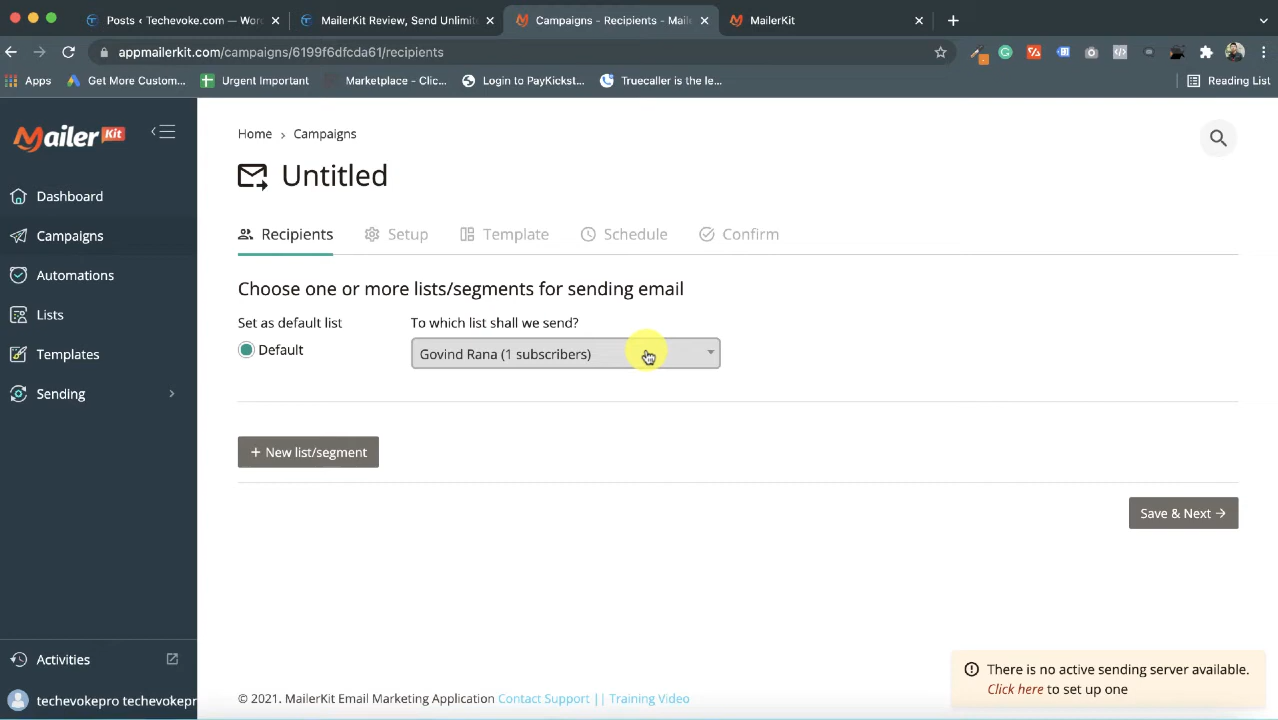 Posts ‹ Techevoke.com — Wor
MailerKit Review, Send Unlimit
Campaigns - Recipients - Maile
MailerKit
appmailerkit.com/campaigns/6199f6dfcda61/recipients
Apps
Get More Custom...
Urgent Important
Marketplace - Clic...
Login to PayKickst...
Truecaller is the le...
Reading List
Mailer Kit
Home › Campaigns
Untitled
Dashboard
Campaigns
Automations
Lists
Templates
Sending
Recipients
Setup
Template
Schedule
Confirm
Choose one or more lists/segments for sending email
Set as default list
To which list shall we send?
Default
Govind Rana (1 subscribers)
+ New list/segment
Save & Next →
Activities
techevokepro techevokepr
There is no active sending server available.
Click here to set up one
© 2021. MailerKit Email Marketing Application Contact Support || Training Video